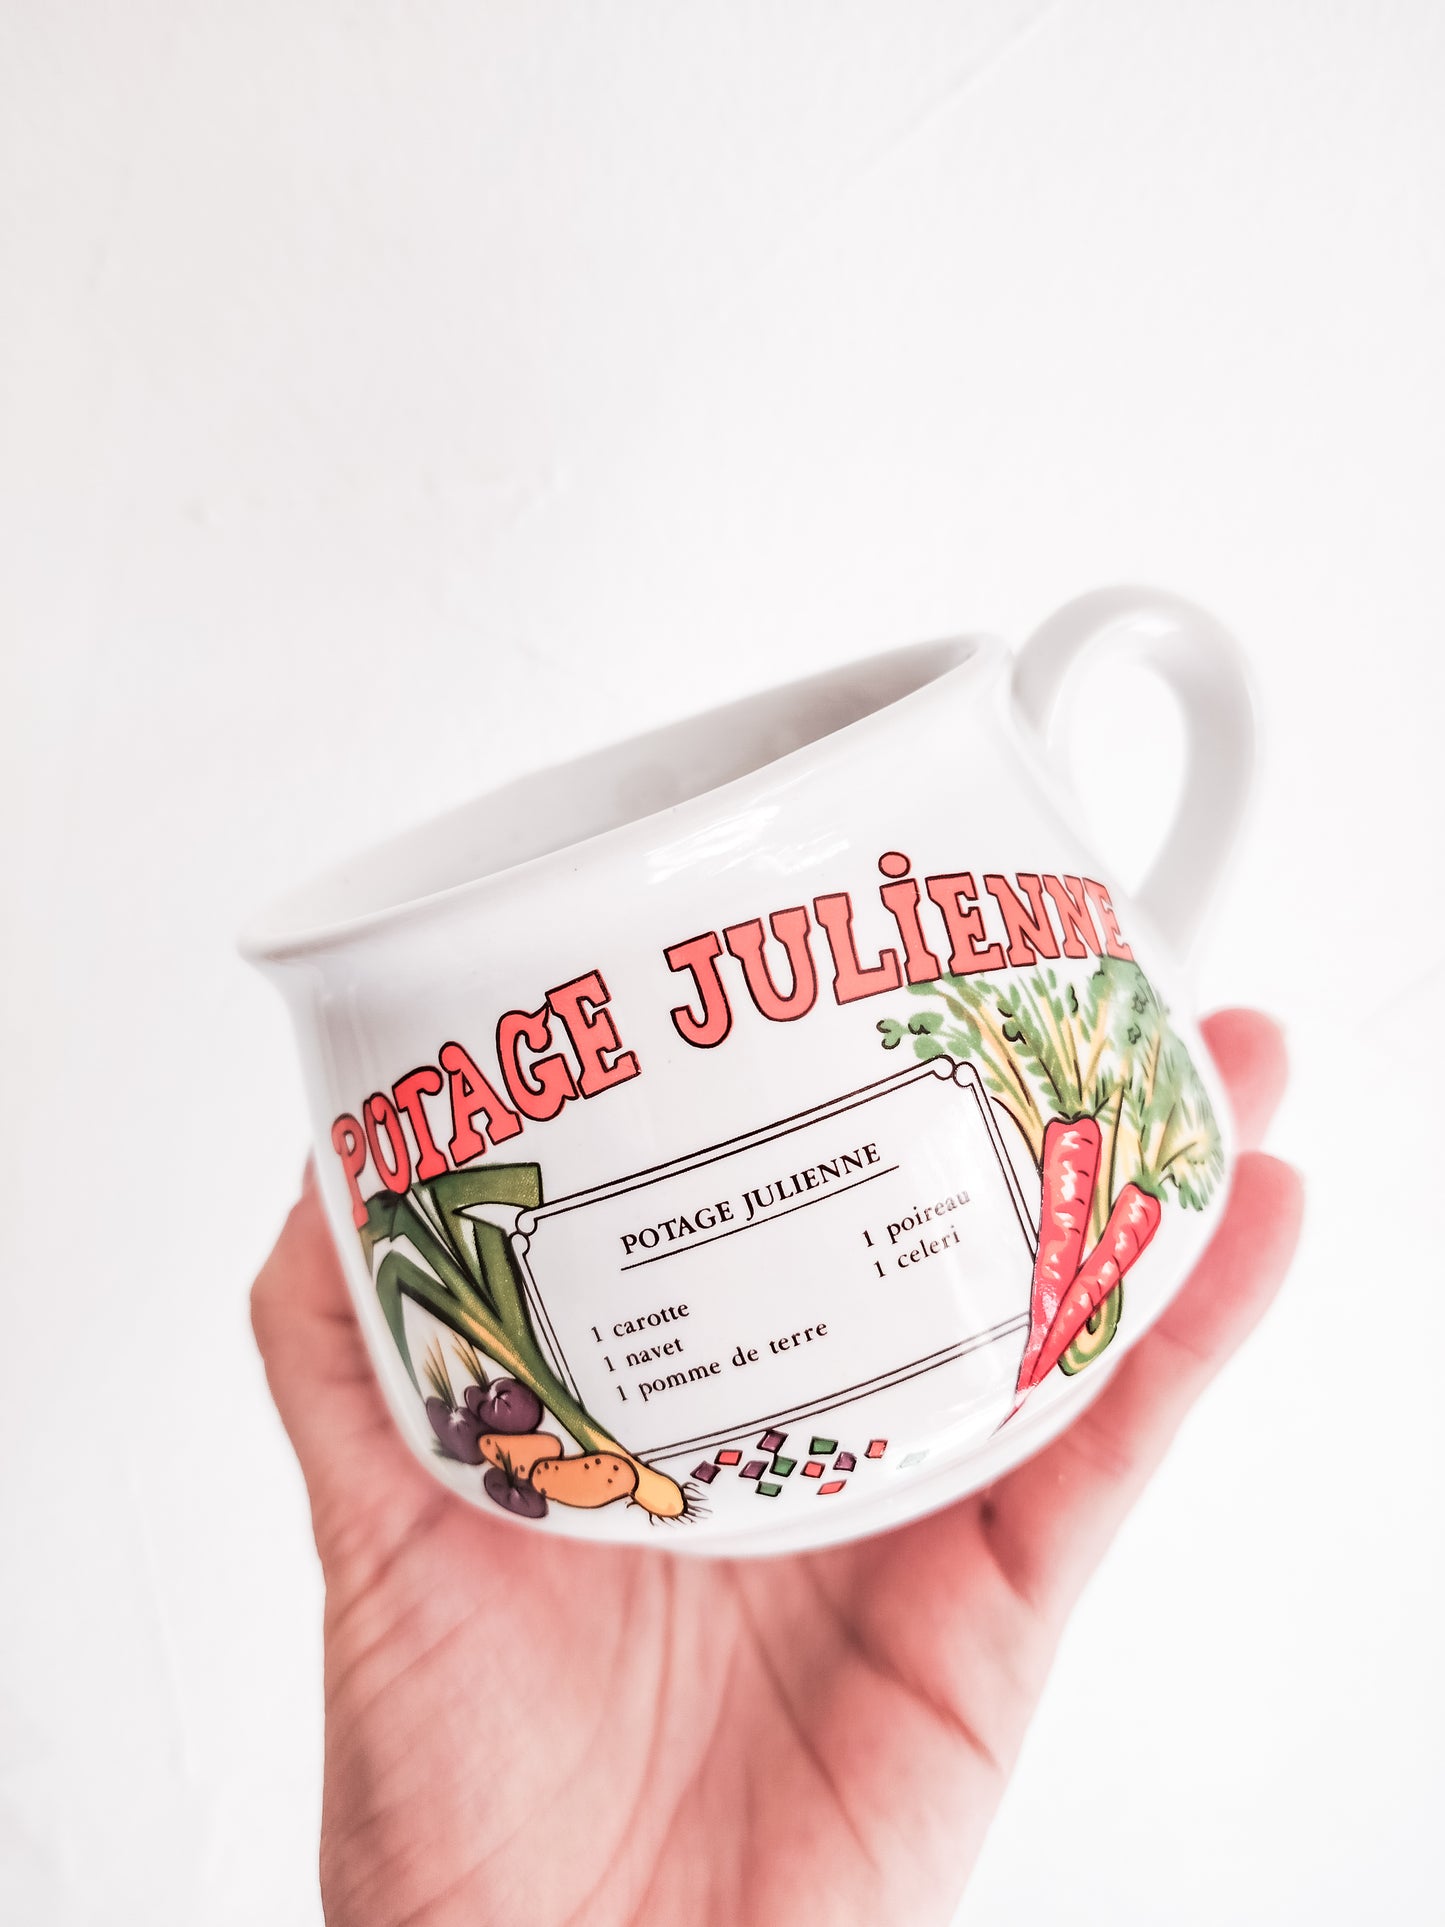 POTAGE JULIENNE
POTAGE JULIENNE
1 carotte
1 navet
1 pomme de terre
1 poireau
1 celeri